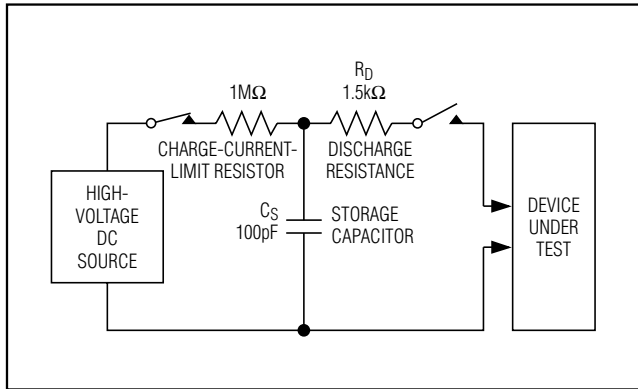 R_D
1MΩ
1.5kΩ
CHARGE-CURRENT-
LIMIT RESISTOR
DISCHARGE
RESISTANCE
HIGH-
VOLTAGE
DC
SOURCE
C_S
100pF
STORAGE
CAPACITOR
DEVICE
UNDER
TEST